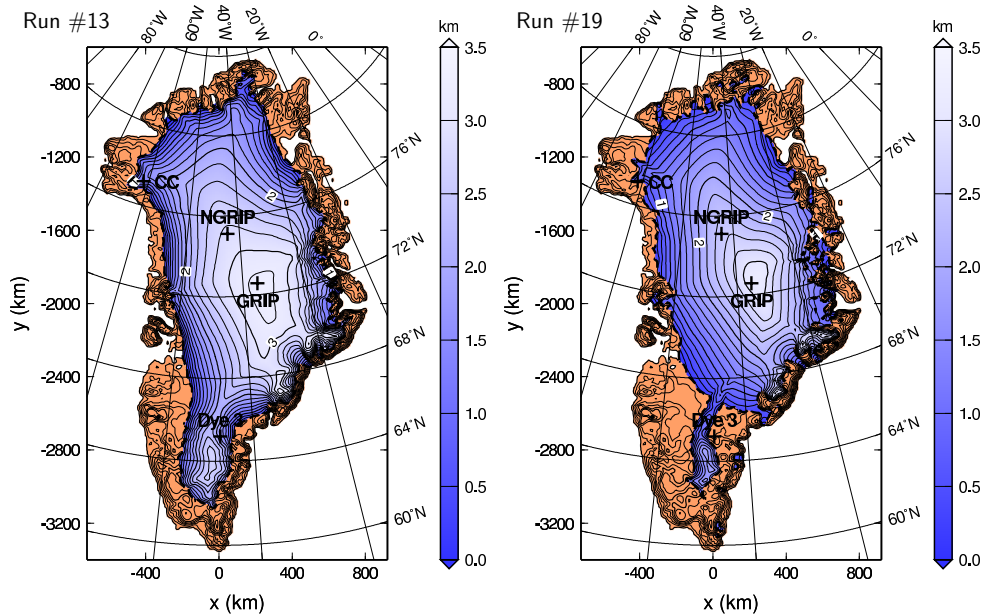 Run #13
80°W
60°W
40°W
20°W
0°
km
3.5
3.0
2.5
2.0
1.5
1.0
0.5
0.0
-800
-1200
-1600
-2000
-2400
-2800
-3200
y (km)
-400
0
400
800
x (km)
76°N
72°N
68°N
64°N
60°N
CC
NGRIP
GRIP
Dye 3
2
2
1
3
Run #19
80°W
60°W
40°W
20°W
0°
km
3.5
3.0
2.5
2.0
1.5
1.0
0.5
0.0
-800
-1200
-1600
-2000
-2400
-2800
-3200
y (km)
-400
0
400
800
x (km)
76°N
72°N
68°N
64°N
60°N
CC
1
NGRIP
2
2
GRIP
Dye 3